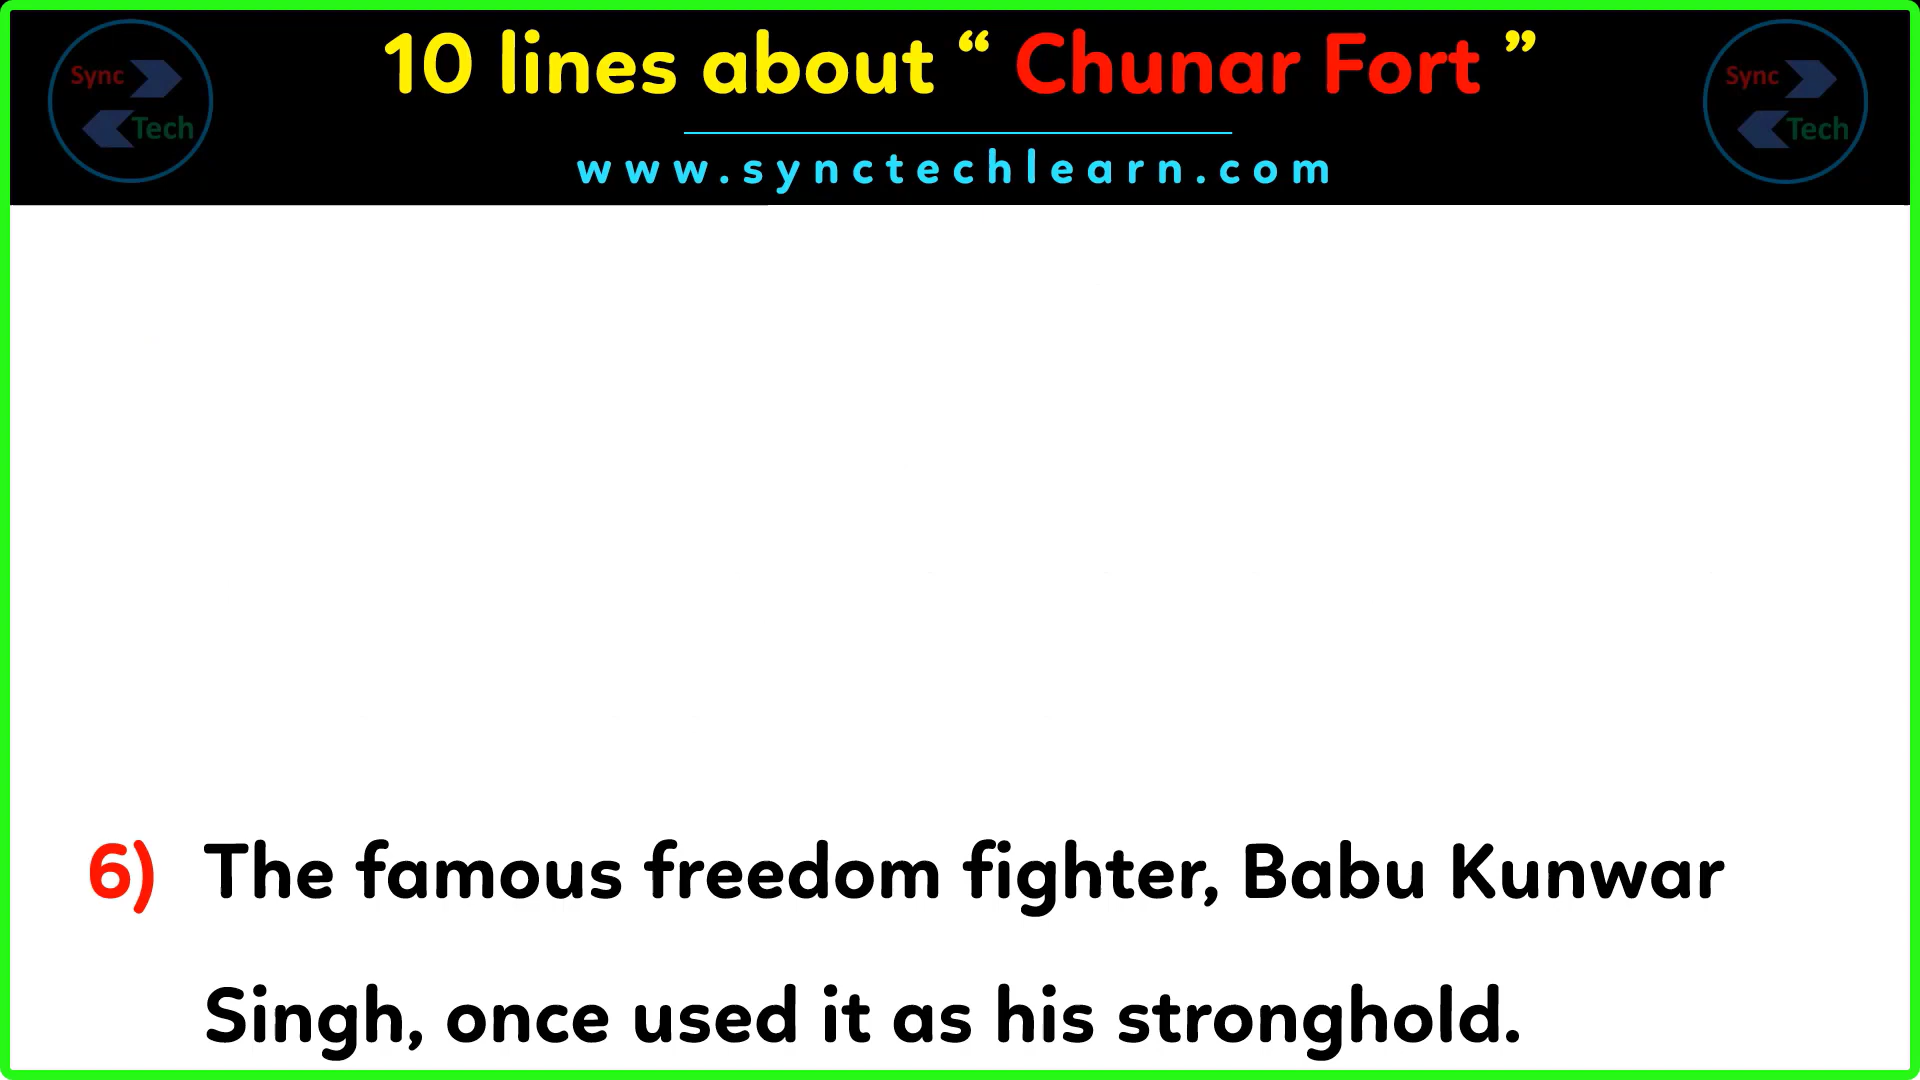 10 lines about “ Chunar Fort ”
Sync
Tech
Sync
Tech
www.synctechlearn.com
6) The famous freedom fighter, Babu Kunwar
Singh, once used it as his stronghold.